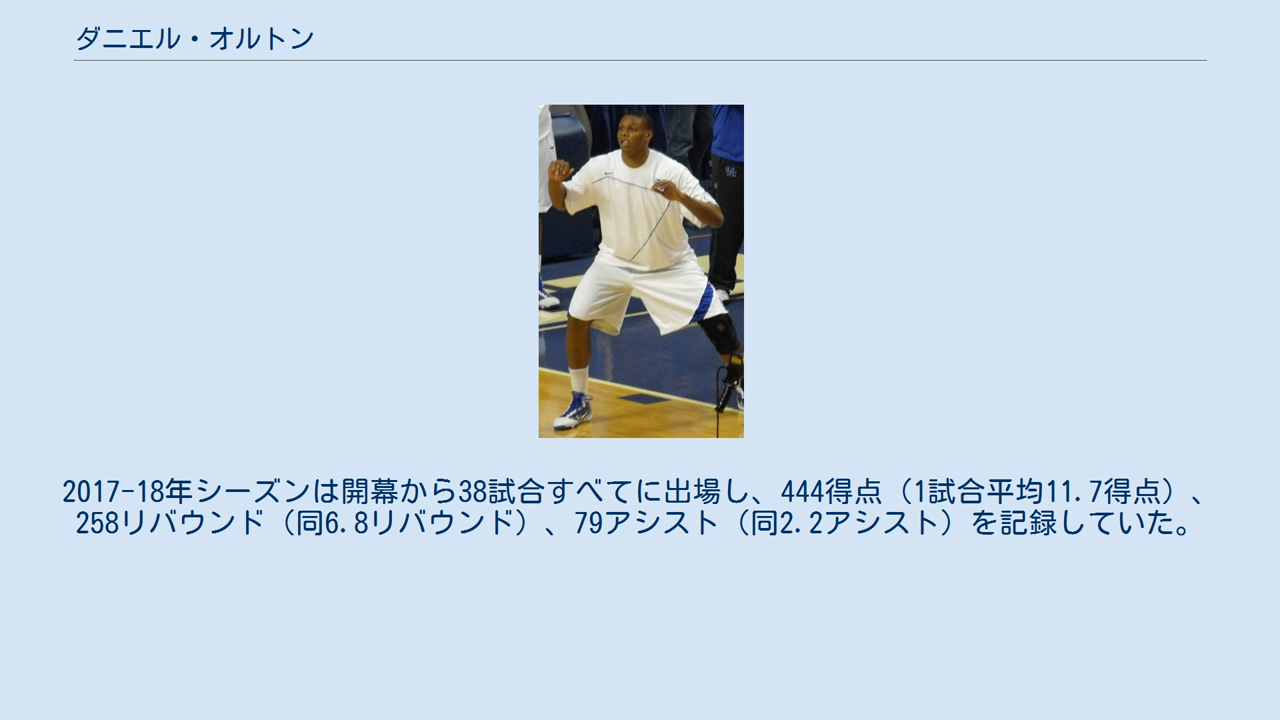 ダニエル・オルトン
2017-18年シーズンは開幕から38試合すべてに出場し、444得点（1試合平均11.7得点）、
258リバウンド（同6.8リバウンド）、79アシスト（同2.2アシスト）を記録していた。